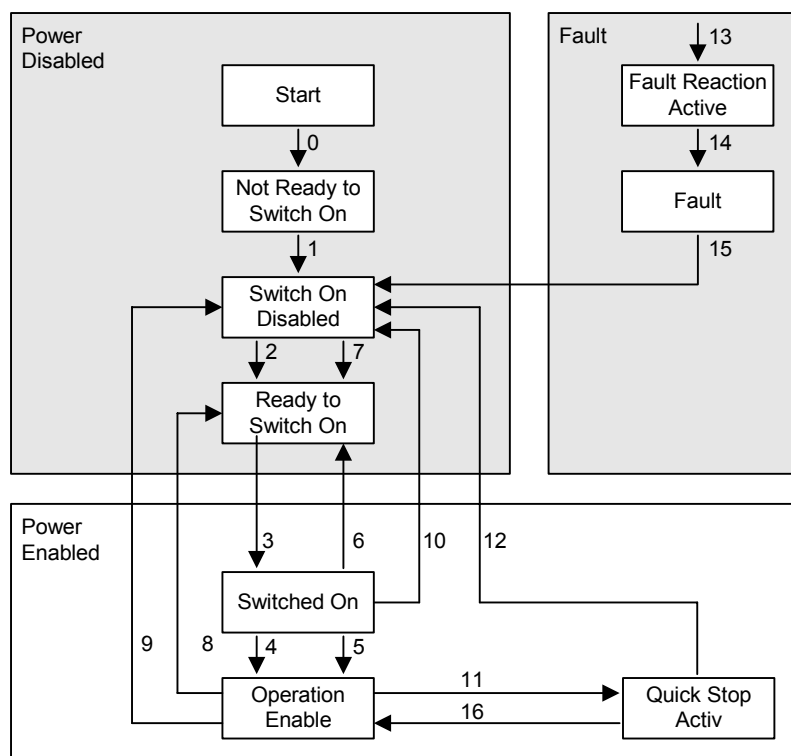 Power
Disabled
Start
0
Not Ready to
Switch On
1
Switch On
Disabled
2
7
Ready to
Switch On
Fault
13
Fault Reaction
Active
14
Fault
15
Power
Enabled
3
6
10
12
Switched On
9
8
4
5
Operation
Enable
11
16
Quick Stop
Activ